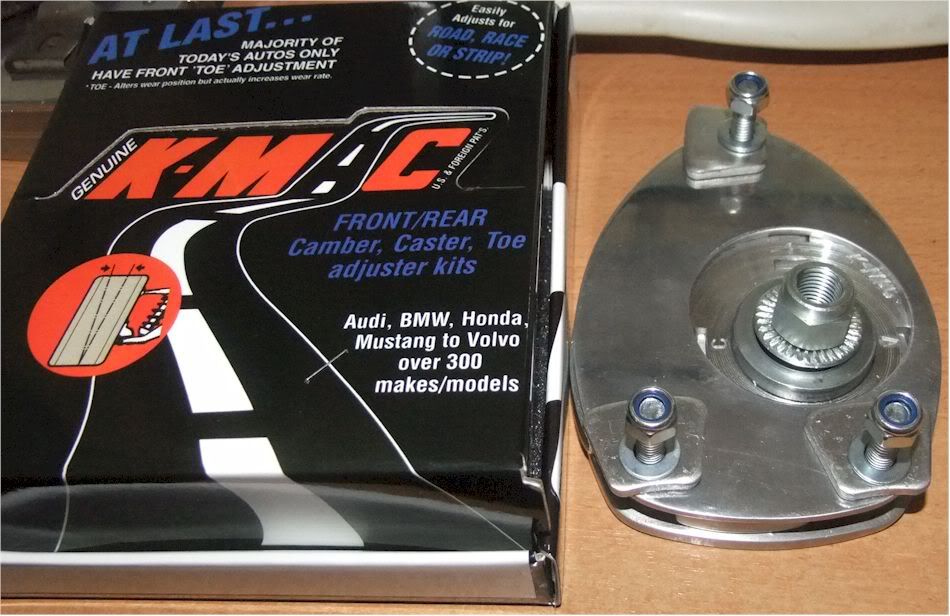 AT LAST...
MAJORITY OF
TODAY'S AUTOS ONLY
HAVE FRONT 'TOE' ADJUSTMENT
*TOE - Alters wear position but actually increases wear rate.
Easily
Adjusts for
ROAD, RACE
OR STRIP!
GENUINE
K-MAC
U.S. & FOREIGN PAT'S.
FRONT/REAR
Camber, Caster, Toe
adjuster kits
Audi, BMW, Honda,
Mustang to Volvo
over 300
makes/models
C